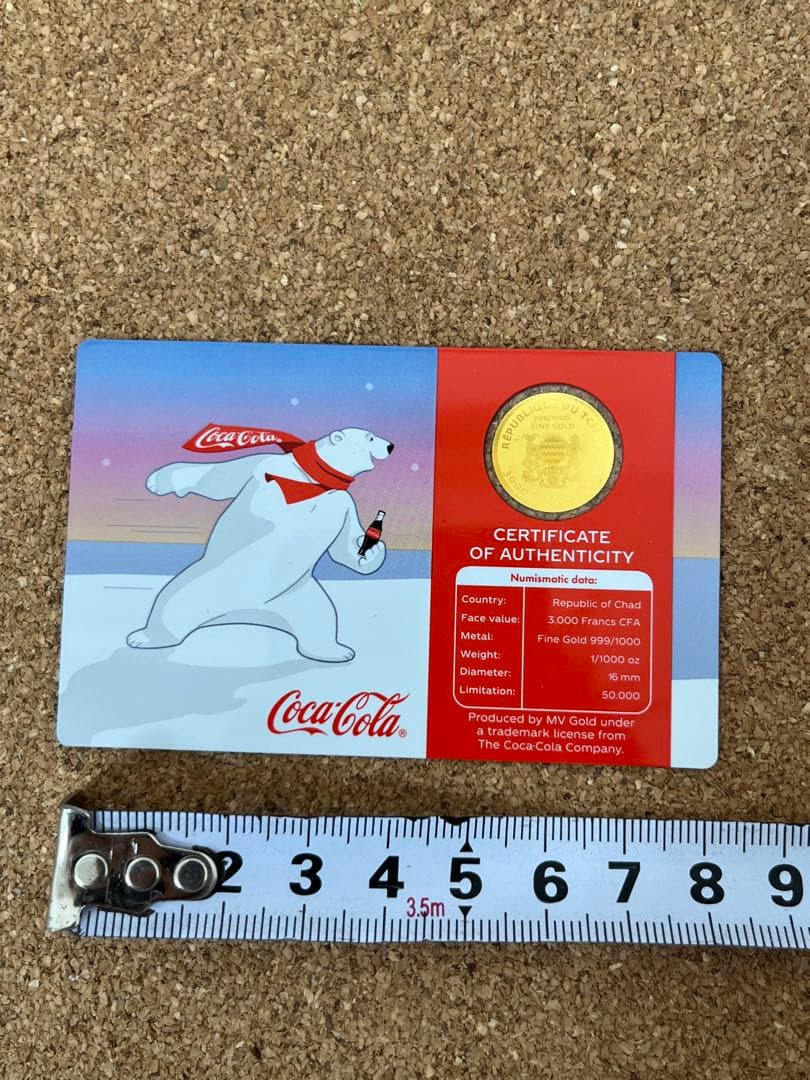 Coca-Cola
RÉPUBLIQUE DU TC
999/1000
FINE GOLD
3000
CERTIFICATE
OF AUTHENTICITY
Numismatic data:
Country: Republic of Chad
Face value: 3.000 Francs CFA
Metal: Fine Gold 999/1000
Weight: 1/1000 oz
Diameter: 16 mm
Limitation: 50.000
Coca-Cola®
Produced by MV Gold under
a trademark license from
The Coca-Cola Company.
2 3 4 5 6 7 8 9
3.5m